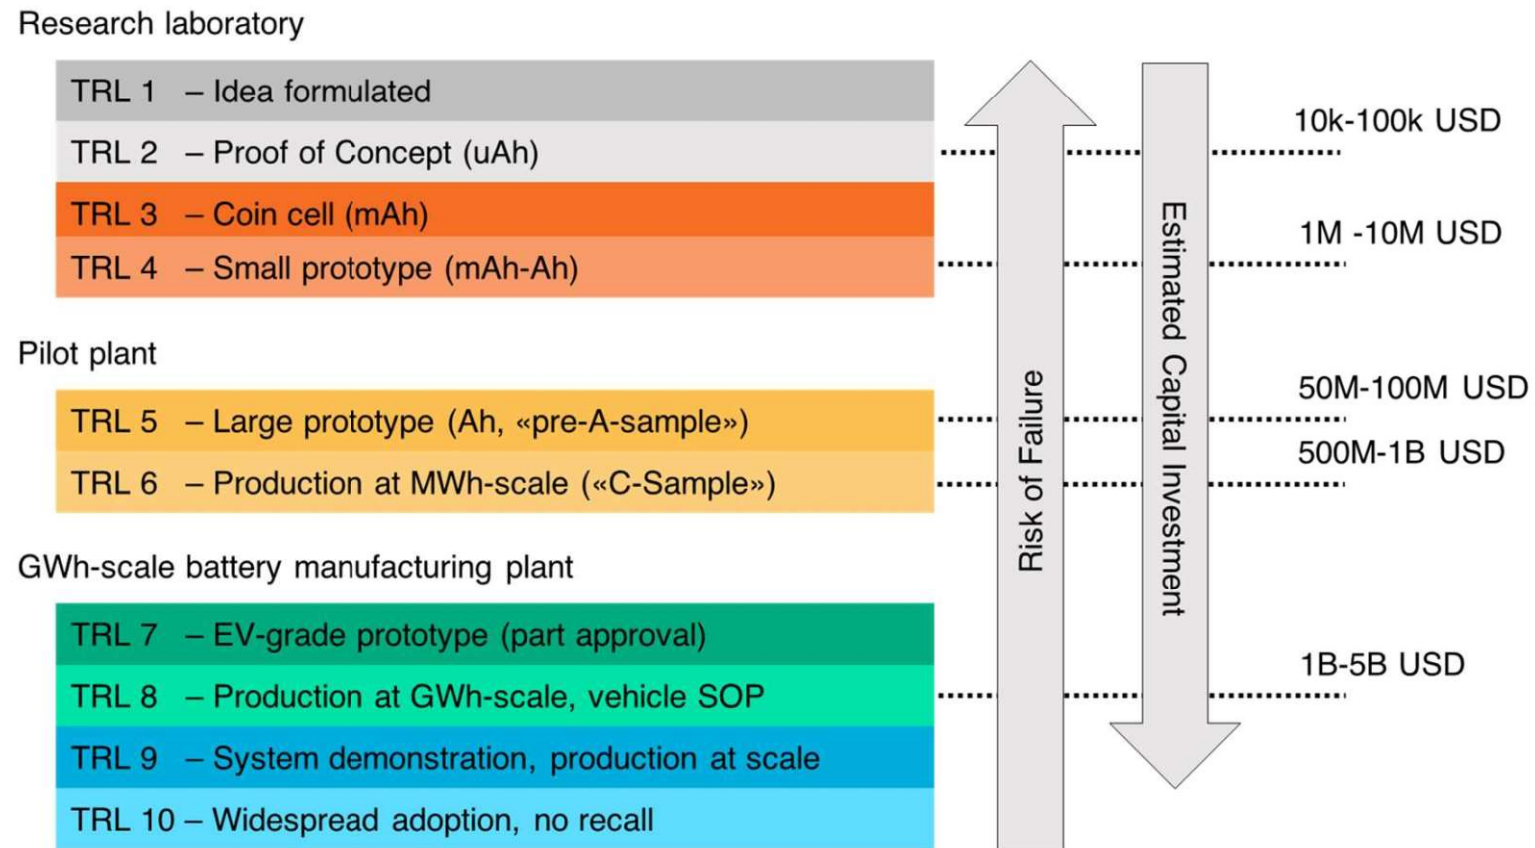 Research laboratory
TRL 1 – Idea formulated
TRL 2 – Proof of Concept (uAh)
TRL 3 – Coin cell (mAh)
TRL 4 – Small prototype (mAh-Ah)
Pilot plant
TRL 5 – Large prototype (Ah, «pre-A-sample»)
TRL 6 – Production at MWh-scale («C-Sample»)
GWh-scale battery manufacturing plant
TRL 7 – EV-grade prototype (part approval)
TRL 8 – Production at GWh-scale, vehicle SOP
TRL 9 – System demonstration, production at scale
TRL 10 – Widespread adoption, no recall
Risk of Failure
Estimated Capital Investment
10k-100k USD
1M -10M USD
50M-100M USD
500M-1B USD
1B-5B USD